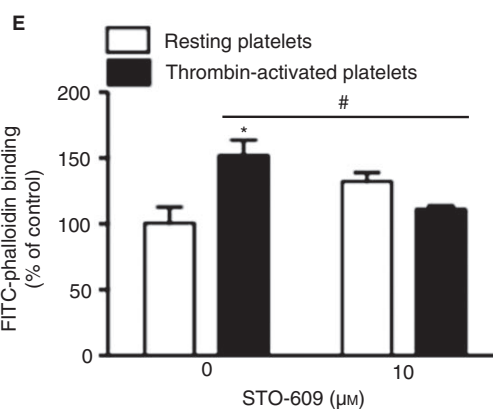 E
Resting platelets
Thrombin-activated platelets
FITC-phalloidin binding
(% of control)
200
150
100
50
0
#
*
0
10
STO-609 (μM)